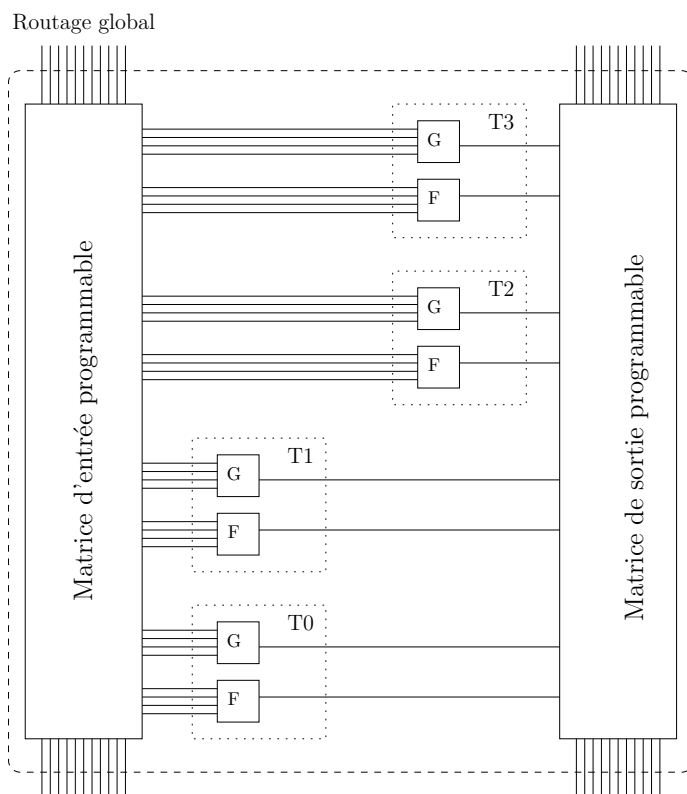 Routage global
T3
G
F
T2
G
F
T1
G
F
T0
G
F
Matrice d'entrée programmable
Matrice de sortie programmable